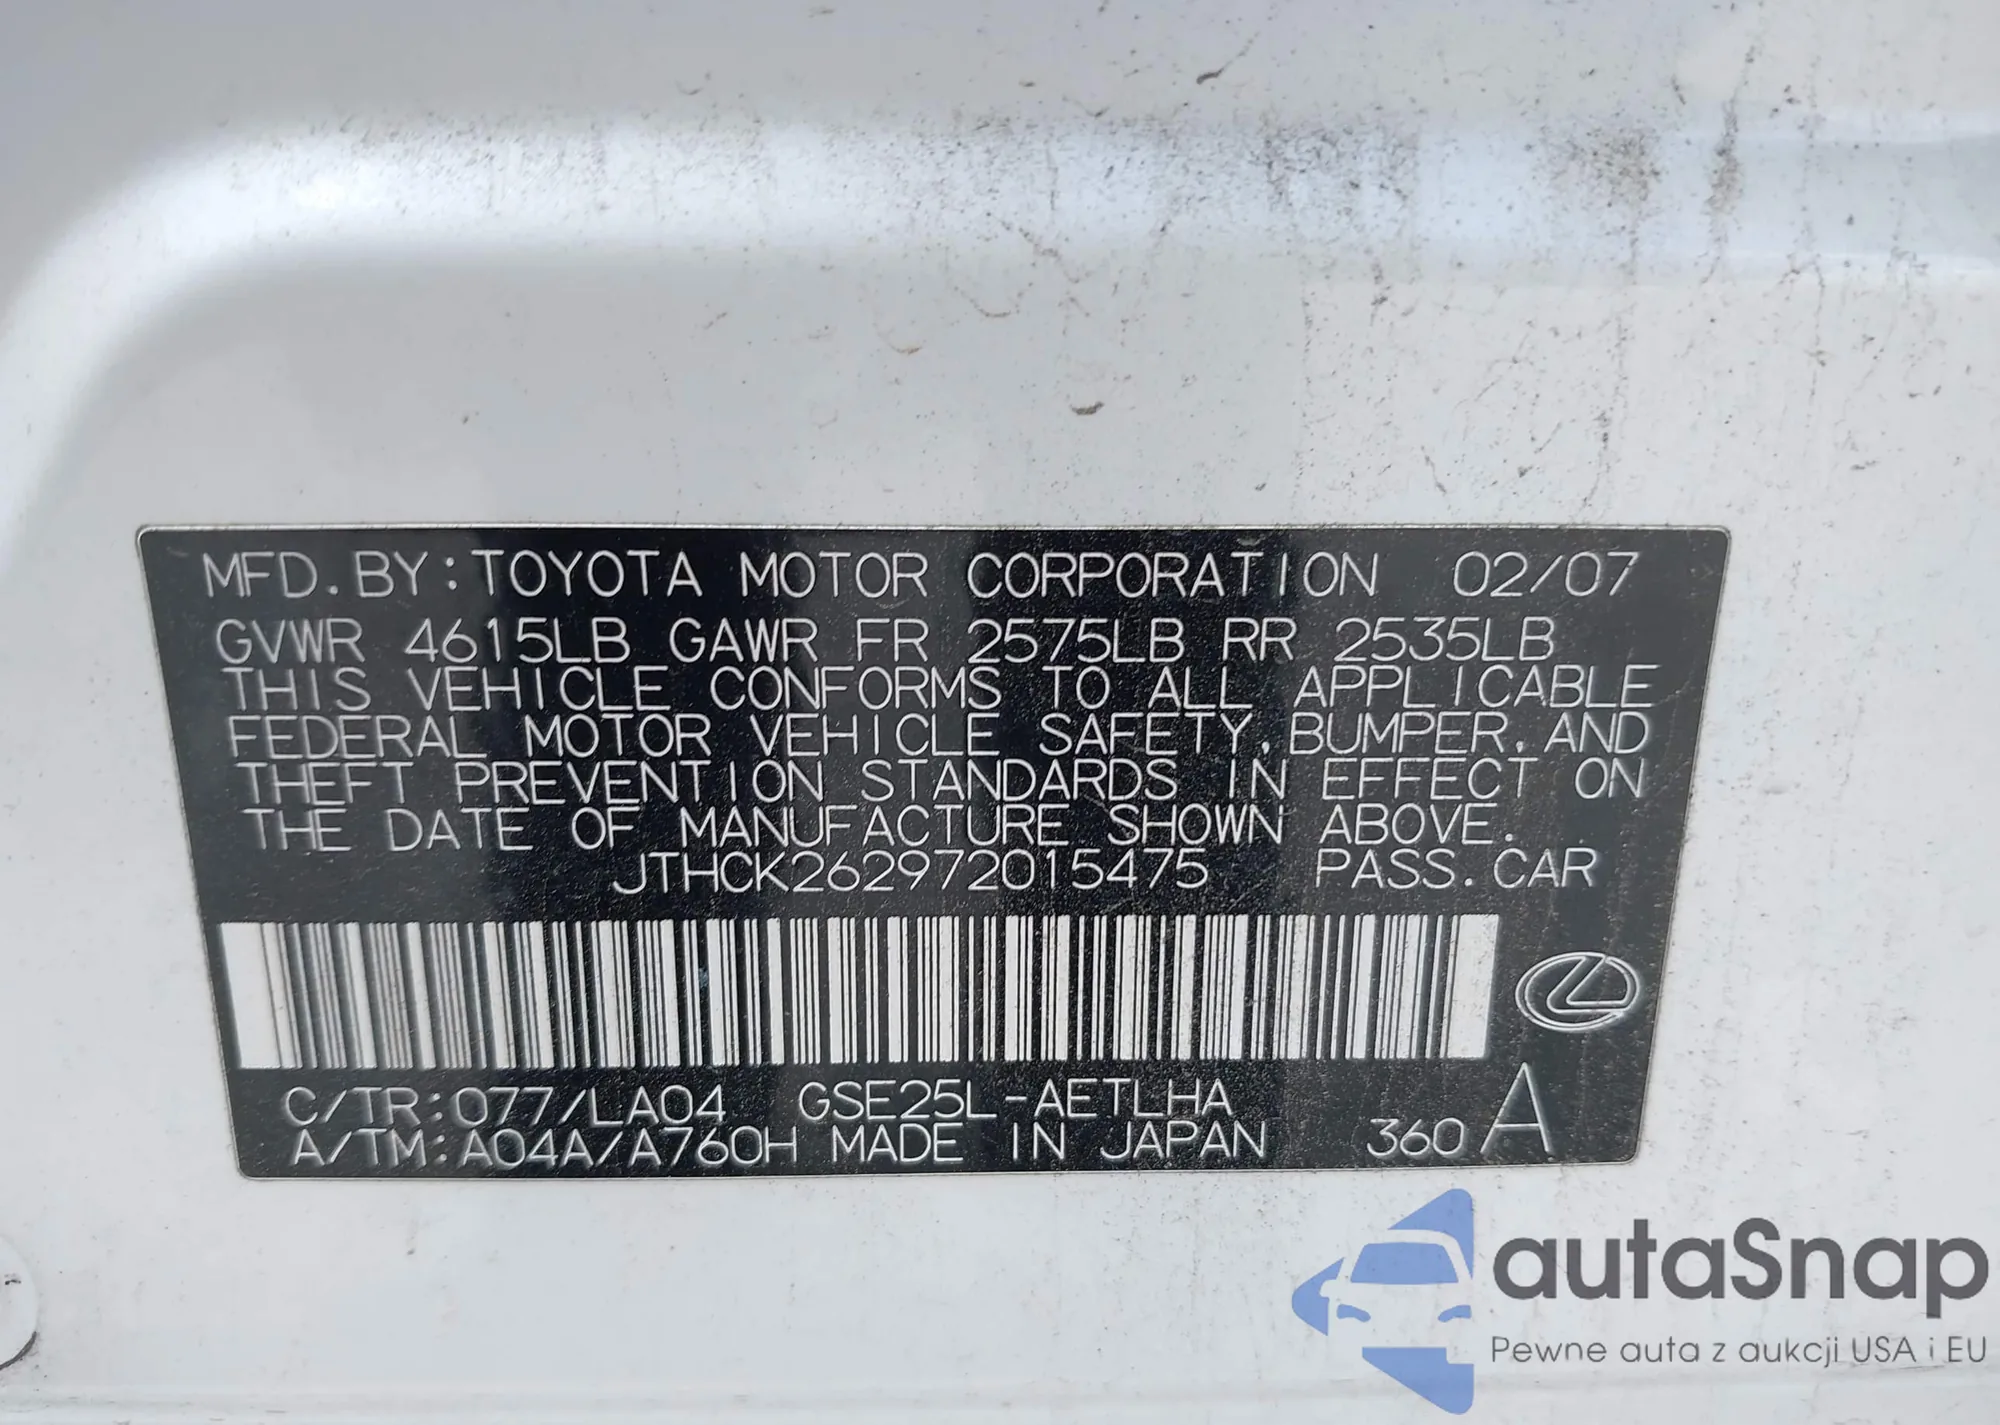 MFD. BY: TOYOTA MOTOR CORPORATION 02/07
GVWR 4615LB GAWR FR 2575LB RR 2535LB
THIS VEHICLE CONFORMS TO ALL APPLICABLE
FEDERAL MOTOR VEHICLE SAFETY, BUMPER, AND
THEFT PREVENTION STANDARDS IN EFFECT ON
THE DATE OF MANUFACTURE SHOWN ABOVE.
JTHCK262972015475 PASS. CAR
C/TR: 077/LA04 GSE25L-AETLHA
A/TM: A04A/A760H MADE IN JAPAN 360 A
autaSnap
Pewne auta z aukcji USA i EU